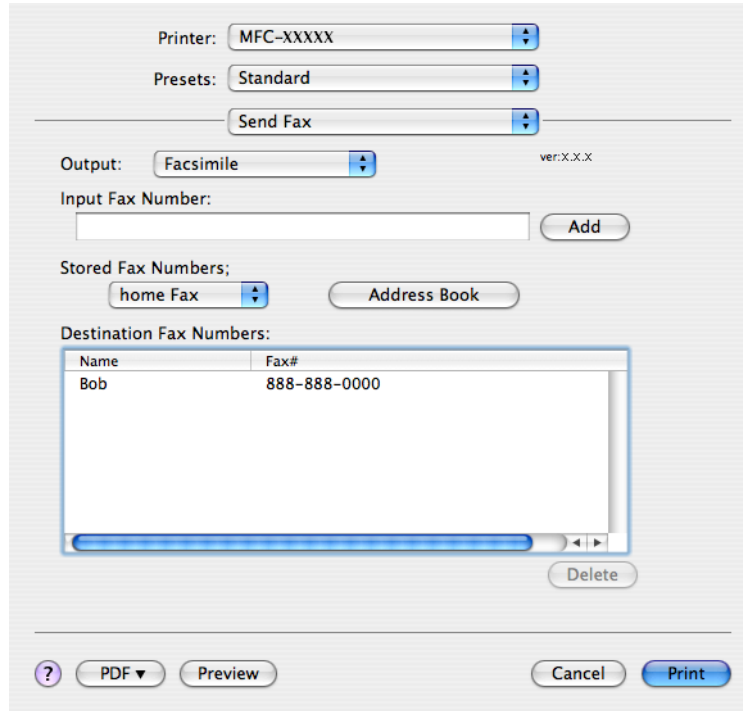 Printer: MFC-XXXXX
Presets: Standard
Send Fax
Output: Facsimile ver:X.X.X
Input Fax Number:
Add
Stored Fax Numbers;
home Fax Address Book
Destination Fax Numbers:
Name Fax#
Bob 888-888-0000
Delete
? PDF ▼ Preview Cancel Print